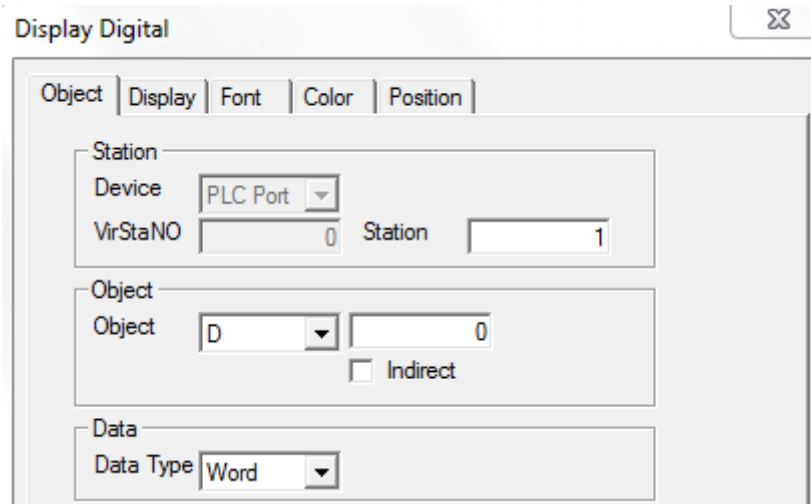 Display Digital
Object Display Font Color Position
Station
Device PLC Port
VirStaNO 0 Station 1
Object
Object D 0
Indirect
Data
Data Type Word